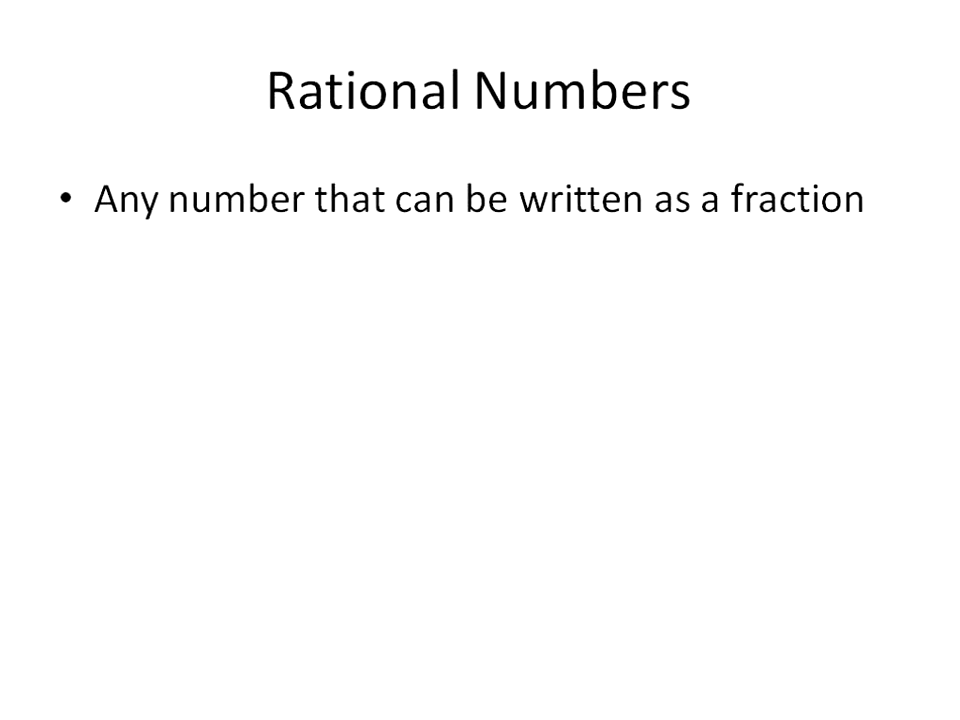 Rational Numbers
• Any number that can be written as a fraction